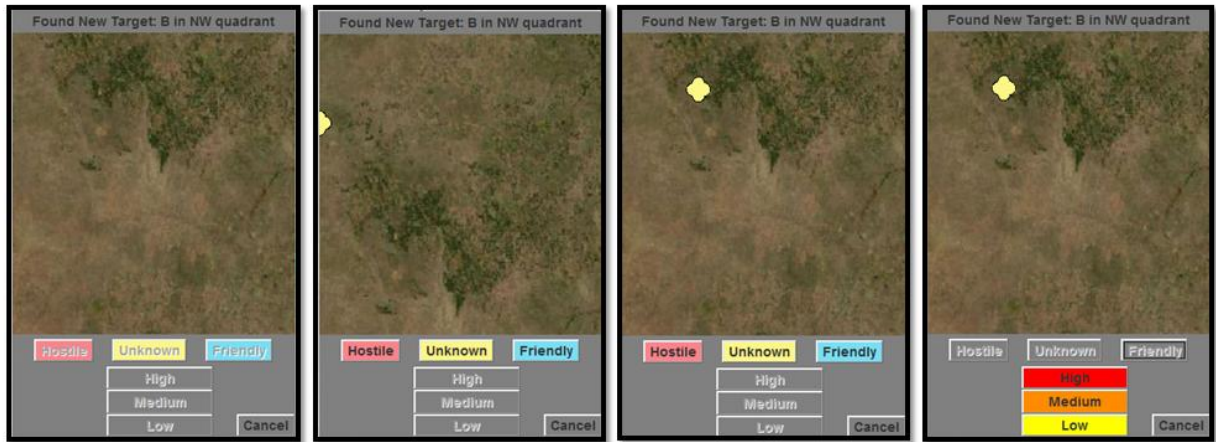 Found New Target: B in NW quadrant
Hostile Unknown Friendly
High
Medium
Low Cancel
Found New Target: B in NW quadrant
Hostile Unknown Friendly
High
Medium
Low Cancel
Found New Target: B in NW quadrant
Hostile Unknown Friendly
High
Medium
Low Cancel
Found New Target: B in NW quadrant
Hostile Unknown Friendly
High
Medium
Low Cancel